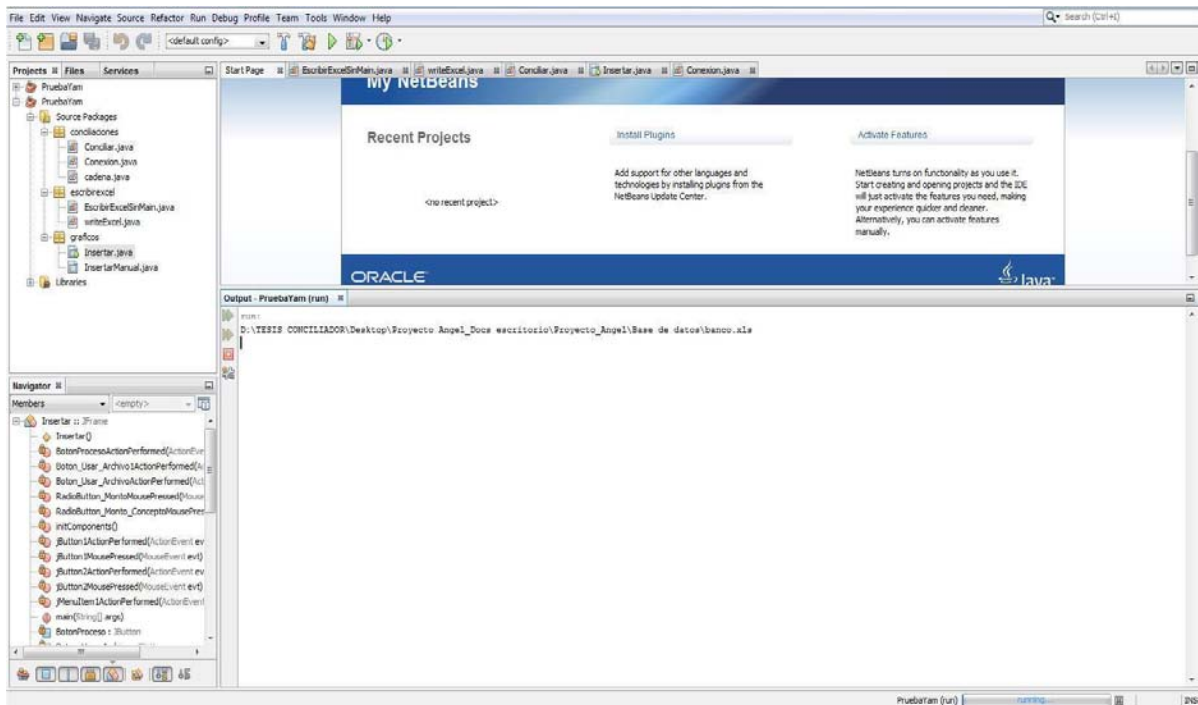 File Edit View Navigate Source Refactor Run Debug Profile Team Tools Window Help
Search (Ctrl+I)
<default config>
Projects Files Services
Start Page EscribirExcelSinMain.java writeExcel.java Conciliar.java Insertar.java Conexion.java
PruebaYam
PruebaYam
Source Packages
conciliaciones
Conciliar.java
Conexion.java
cadena.java
escribirexcel
EscribirExcelSinMain.java
writeExcel.java
graficos
Insertar.java
InsertarManual.java
Libraries
My NetBeans
Recent Projects
<no recent project>
Install Plugins
Add support for other languages and
technologies by installing plugins from the
NetBeans Update Center.
Activate Features
NetBeans turns on functionality as you use it.
Start creating and opening projects and the IDE
will just activate the features you need, making
your experience quicker and cleaner.
Alternatively, you can activate features
manually.
ORACLE
Java
Output - PruebaYam (run)
run:
D:\TESIS CONCILIADOR\Desktop\Proyecto Angel_Docs escritorio\Proyecto_Angel\Base de datos\banco.xls
Navigator
Members <empty>
Insertar :: JFrame
Insertar()
BotonProcesoActionPerformed(ActionEve
Boton_Usar_Archivo1ActionPerformed(A
Boton_Usar_ArchivoActionPerformed(Act
RadioButton_MontoMousePressed(Mouse
RadioButton_Monto_ConceptoMousePres
initComponents()
jButton1ActionPerformed(ActionEvent ev
jButton1MousePressed(MouseEvent evt)
jButton2ActionPerformed(ActionEvent ev
jButton2MousePressed(MouseEvent evt)
jMenuItem1ActionPerformed(ActionEvent
main(String[] args)
BotonProceso : JButton
PruebaYam (run)
running...
INS